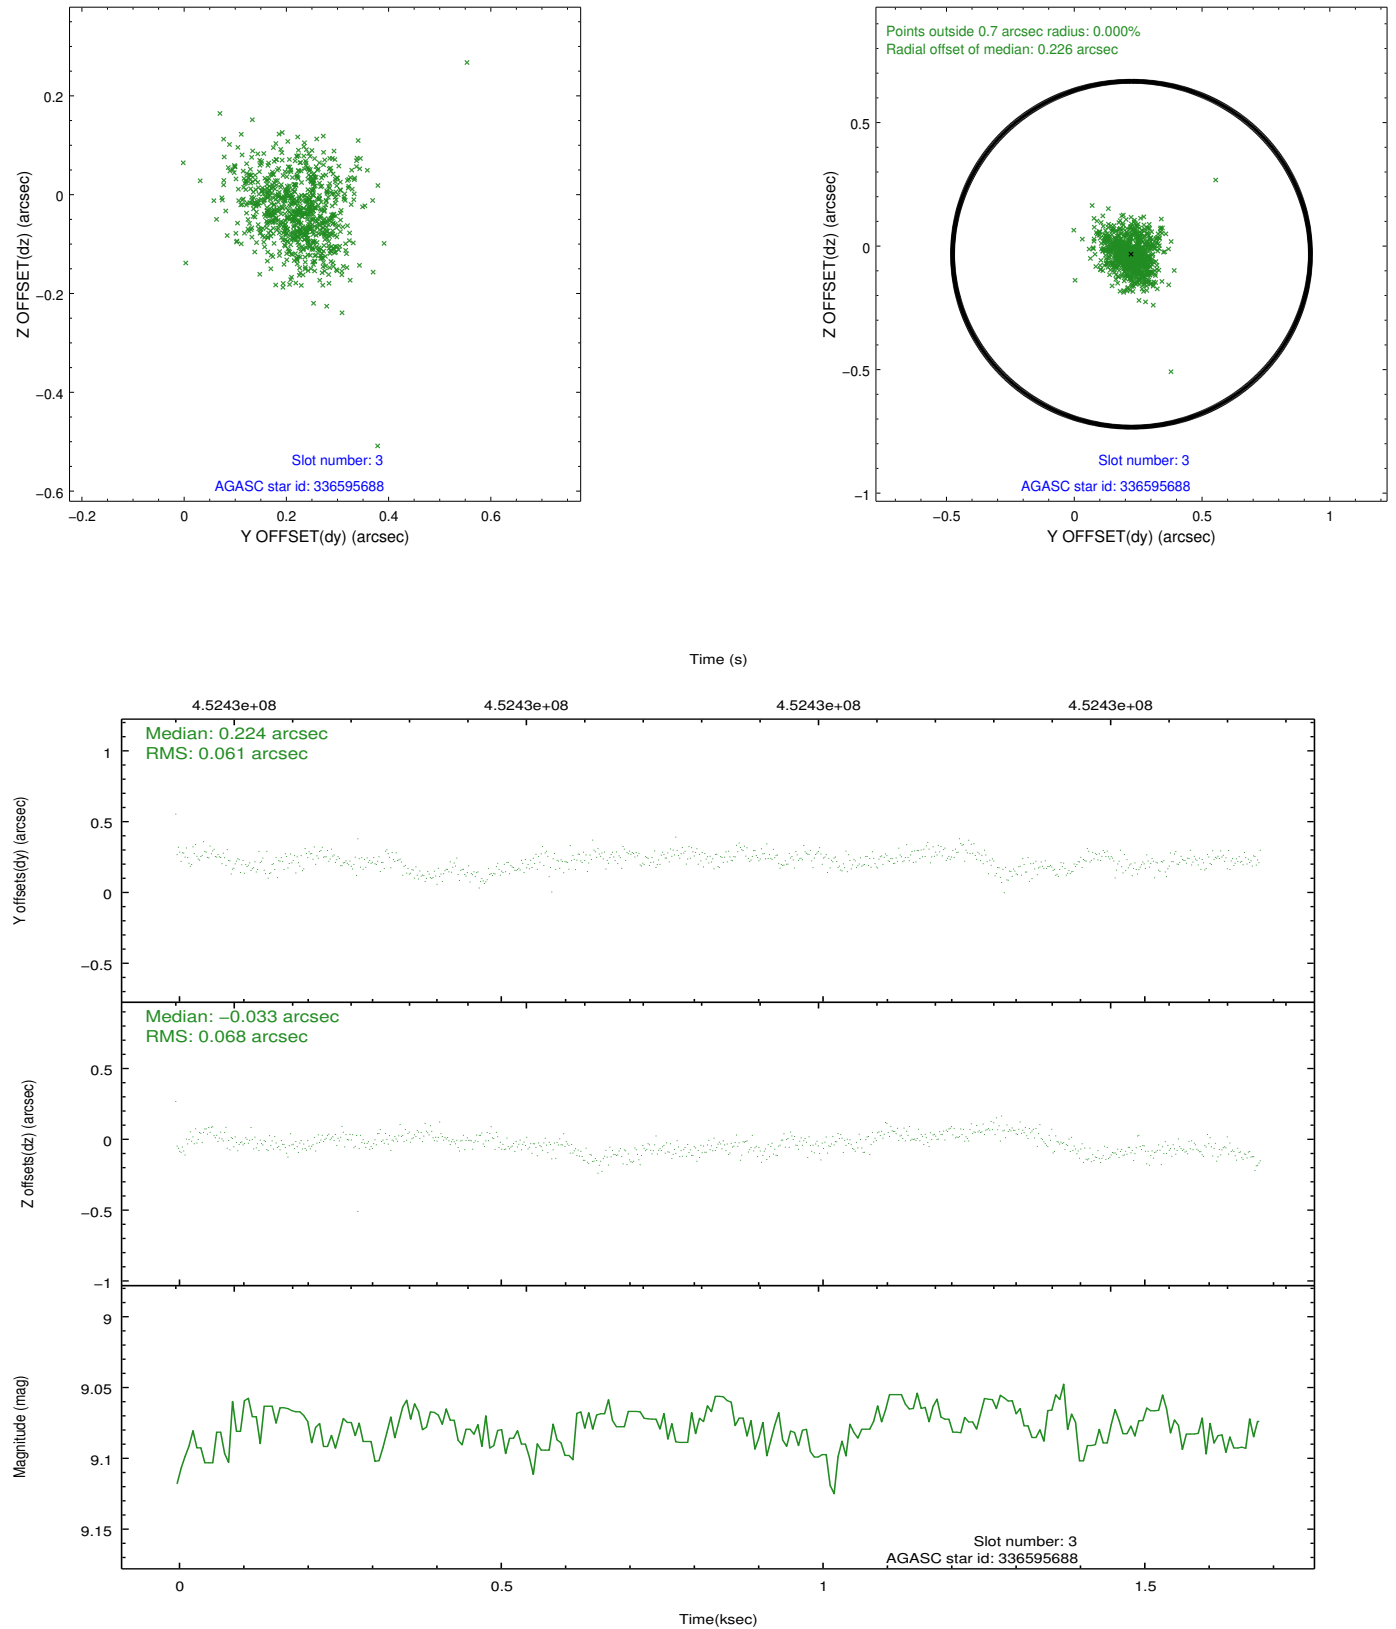 0.2
0
−0.2
−0.4
−0.6
−0.2
0
0.2
0.4
0.6
Z OFFSET(dz) (arcsec)
Y OFFSET(dy) (arcsec)
Slot number: 3
AGASC star id: 336595688
Points outside 0.7 arcsec radius: 0.000%
Radial offset of median: 0.226 arcsec
0.5
0
−0.5
−1
−0.5
0
0.5
1
Z OFFSET(dz) (arcsec)
Y OFFSET(dy) (arcsec)
Slot number: 3
AGASC star id: 336595688
Time (s)
4.5243e+08
4.5243e+08
4.5243e+08
4.5243e+08
Median: 0.224 arcsec
RMS: 0.061 arcsec
1
0.5
0
−0.5
Y offsets(dy) (arcsec)
Median: −0.033 arcsec
RMS: 0.068 arcsec
0.5
0
−0.5
−1
Z offsets(dz) (arcsec)
9
9.05
9.1
9.15
Magnitude (mag)
Slot number: 3
AGASC star id: 336595688
0
0.5
1
1.5
Time(ksec)